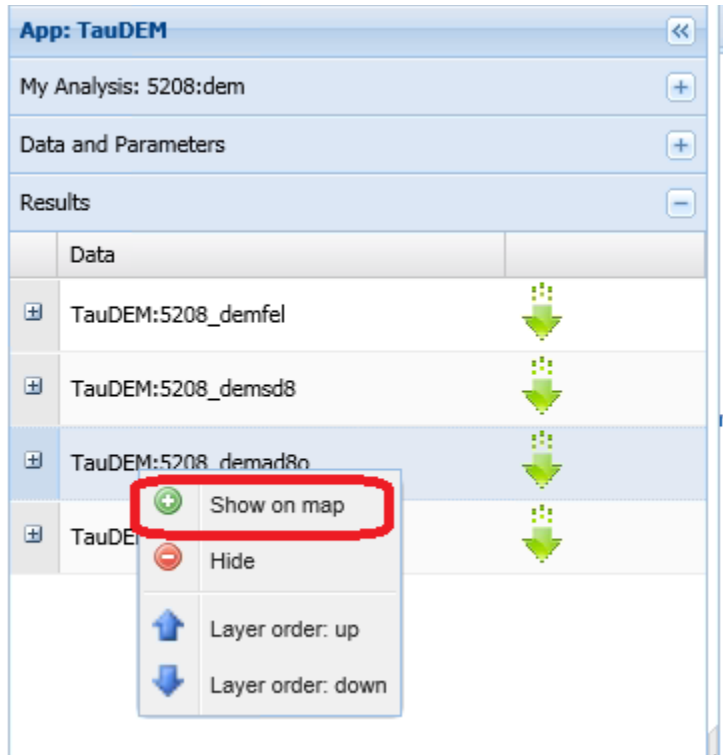 App: TauDEM
My Analysis: 5208:dem
Data and Parameters
Results
Data
TauDEM:5208_demfel
TauDEM:5208_demsd8
TauDEM:5208_demad8o
Show on map
Hide
Layer order: up
Layer order: down